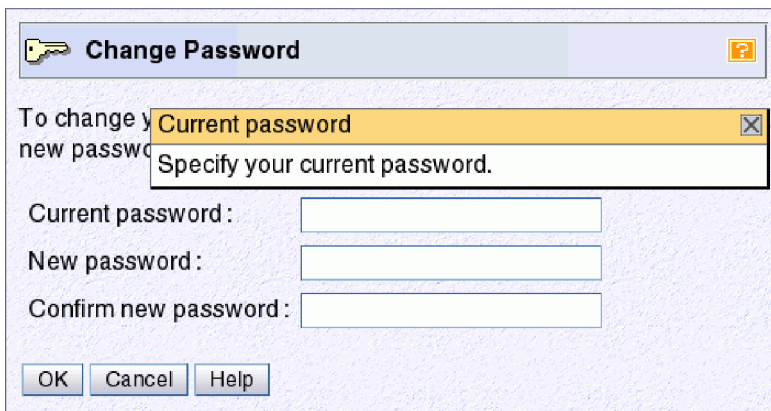 Change Password
?
To change y
new passwo
Current password
Specify your current password.
Current password:
New password:
Confirm new password:
OK Cancel Help